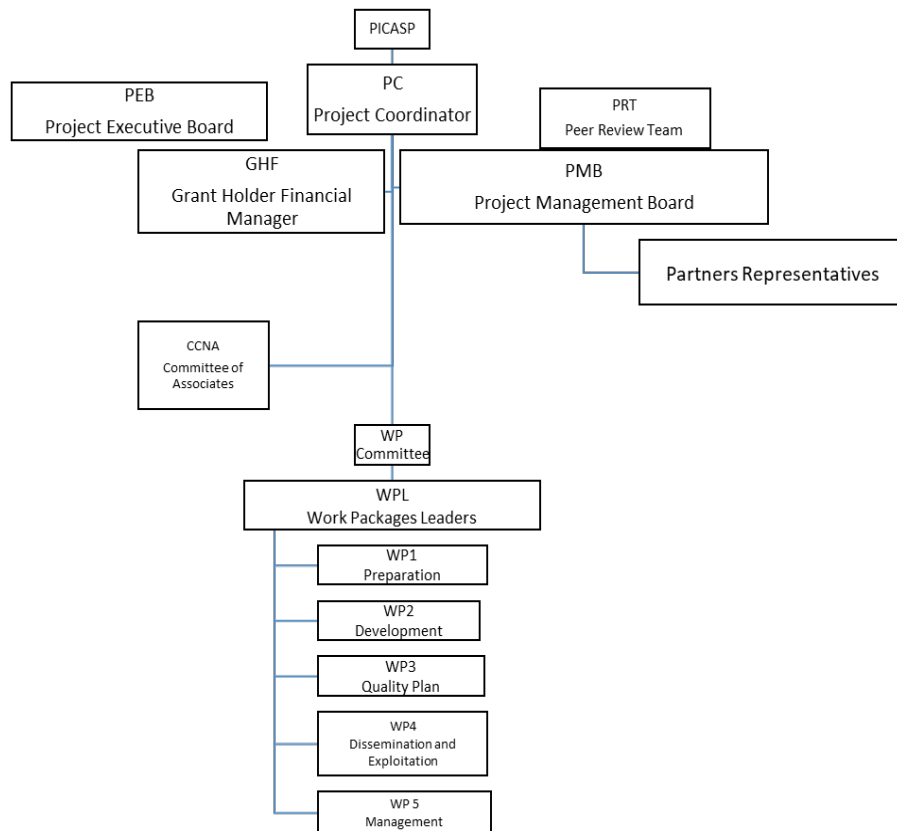 PICASP
PC
Project Coordinator
PEB
Project Executive Board
PRT
Peer Review Team
GHF
Grant Holder Financial
Manager
PMB
Project Management Board
Partners Representatives
CCNA
Committee of
Associates
WP
Committee
WPL
Work Packages Leaders
WP1
Preparation
WP2
Development
WP3
Quality Plan
WP4
Dissemination and
Exploitation
WP 5
Management